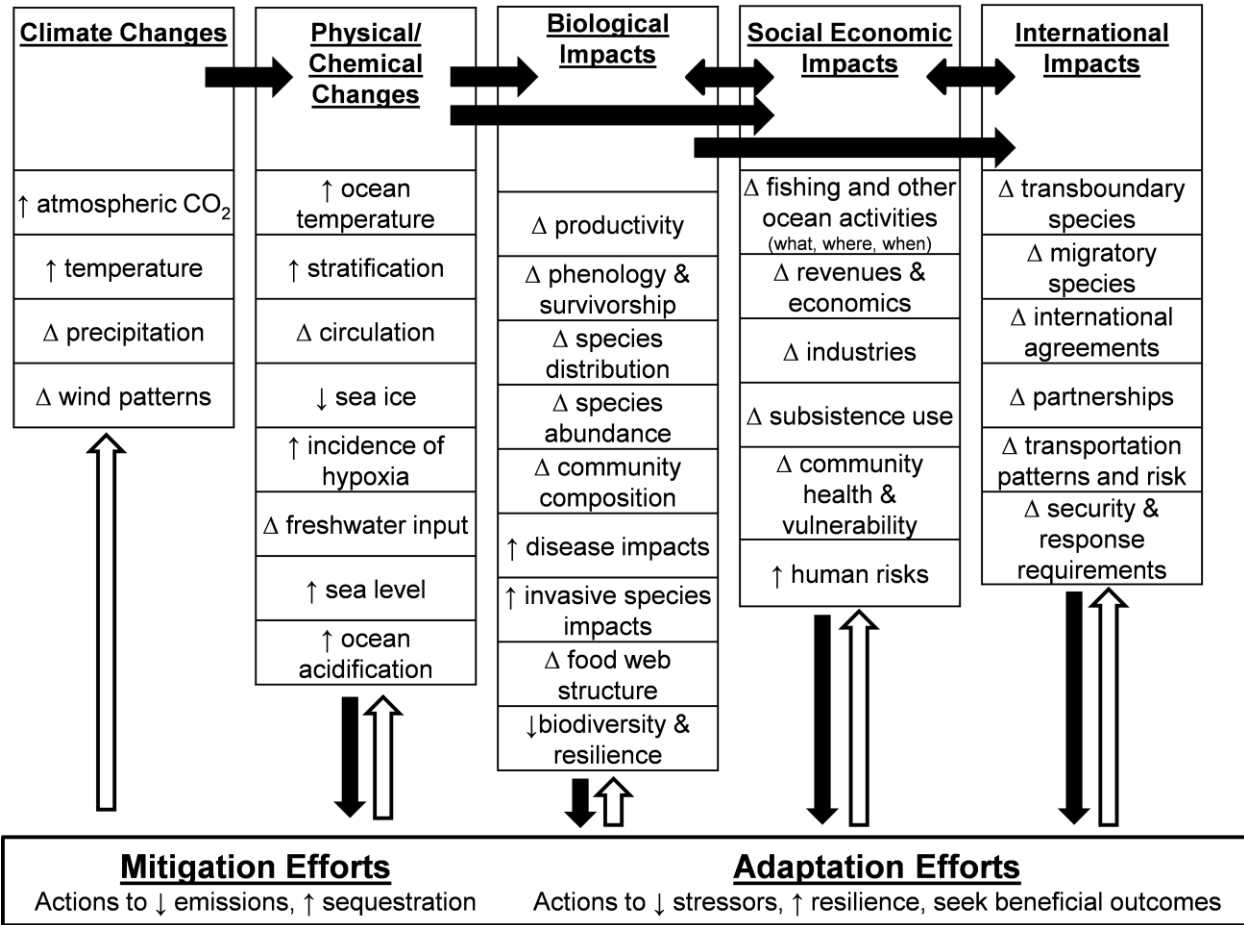 Climate Changes
↑ atmospheric CO₂
↑ temperature
Δ precipitation
Δ wind patterns
Physical/
Chemical
Changes
↑ ocean
temperature
↑ stratification
Δ circulation
↓ sea ice
↑ incidence of
hypoxia
Δ freshwater input
↑ sea level
↑ ocean
acidification
Biological
Impacts
Δ productivity
Δ phenology &
survivorship
Δ species
distribution
Δ species
abundance
Δ community
composition
↑ disease impacts
↑ invasive species
impacts
Δ food web
structure
↓biodiversity &
resilience
Social Economic
Impacts
Δ fishing and other
ocean activities
(what, where, when)
Δ revenues &
economics
Δ industries
Δ subsistence use
Δ community
health &
vulnerability
↑ human risks
International
Impacts
Δ transboundary
species
Δ migratory
species
Δ international
agreements
Δ partnerships
Δ transportation
patterns and risk
Δ security &
response
requirements
Mitigation Efforts
Actions to ↓ emissions, ↑ sequestration
Adaptation Efforts
Actions to ↓ stressors, ↑ resilience, seek beneficial outcomes